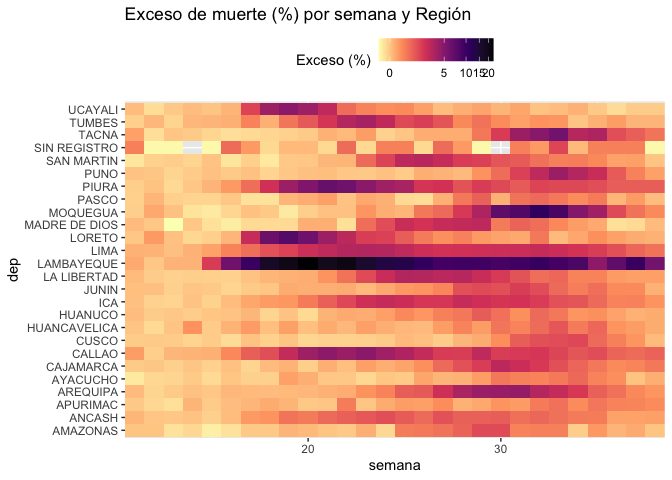 Exceso de muerte (%) por semana y Región
Exceso (%)
0 5 10 15 20
dep
UCAYALI
TUMBES
TACNA
SIN REGISTRO
SAN MARTIN
PUNO
PIURA
PASCO
MOQUEGUA
MADRE DE DIOS
LORETO
LIMA
LAMBAYEQUE
LA LIBERTAD
JUNIN
ICA
HUANUCO
HUANCAVELICA
CUSCO
CALLAO
CAJAMARCA
AYACUCHO
AREQUIPA
APURIMAC
ANCASH
AMAZONAS
20 30
semana